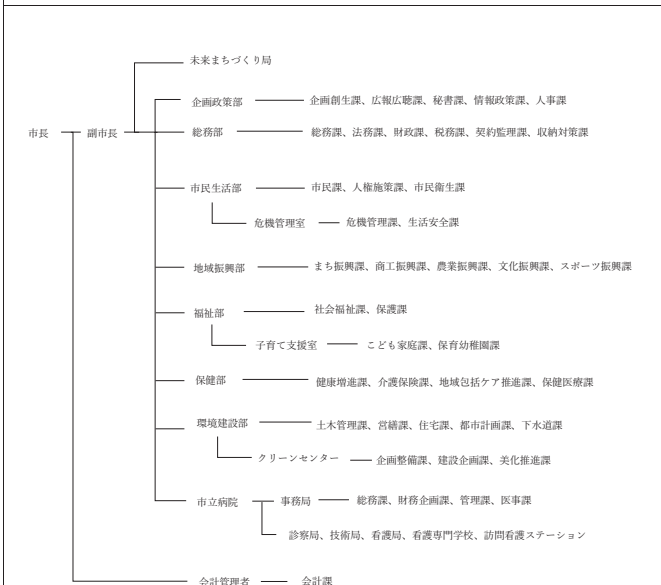 未来まちづくり局
企画政策部 企画創生課、広報広聴課、秘書課、情報政策課、人事課
市長 副市長 総務部 総務課、法務課、財政課、税務課、契約監理課、収納対策課
市民生活部 市民課、人権施策課、市民衛生課
危機管理室 危機管理課、生活安全課
地域振興部 まち振興課、商工振興課、農業振興課、文化振興課、スポーツ振興課
福祉部 社会福祉課、保護課
子育て支援室 こども家庭課、保育幼稚園課
保健部 健康増進課、介護保険課、地域包括ケア推進課、保健医療課
環境建設部 土木管理課、営繕課、住宅課、都市計画課、下水道課
クリーンセンター 企画整備課、建設企画課、美化推進課
市立病院 事務局 総務課、財務企画課、管理課、医事課
診察局、技術局、看護局、看護専門学校、訪問看護ステーション
会計管理者 会計課